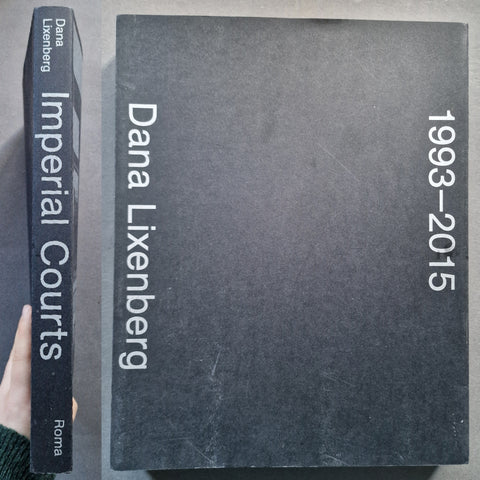 Dana
Lixenberg
Imperial Courts
Roma
1993–2015
Dana Lixenberg